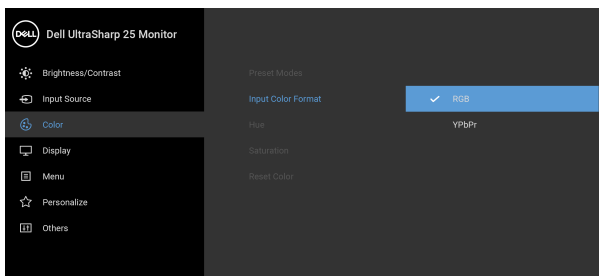 DELL
Dell UltraSharp 25 Monitor
Brightness/Contrast
Input Source
Color
Display
Menu
Personalize
Others
Preset Modes
Input Color Format
Hue
Saturation
Reset Color
RGB
YPbPr